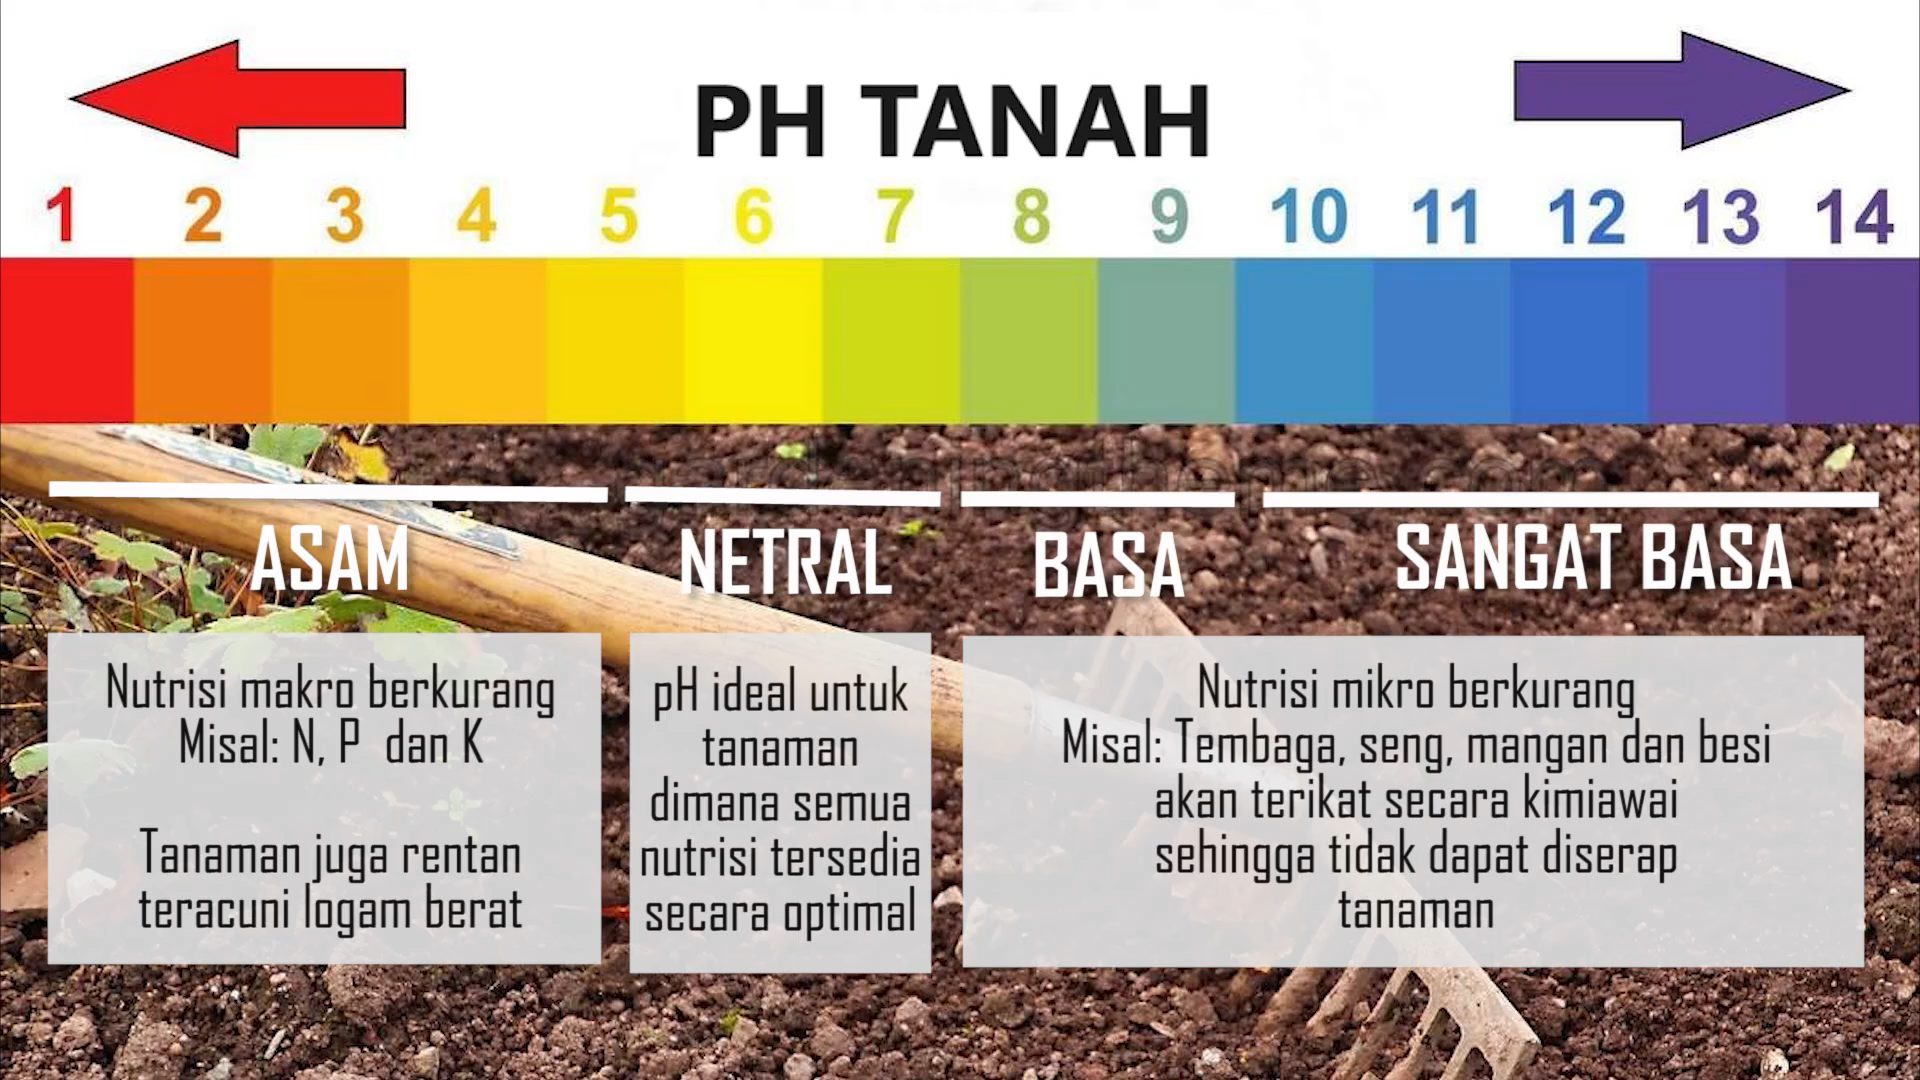 PH TANAH
1 2 3 4 5 6 7 8 9 10 11 12 13 14
ASAM
NETRAL
BASA
SANGAT BASA
Nutrisi makro berkurang
Misal: N, P dan K
Tanaman juga rentan
teracuni logam berat
pH ideal untuk
tanaman
dimana semua
nutrisi tersedia
secara optimal
Nutrisi mikro berkurang
Misal: Tembaga, seng, mangan dan besi
akan terikat secara kimiawai
sehingga tidak dapat diserap
tanaman